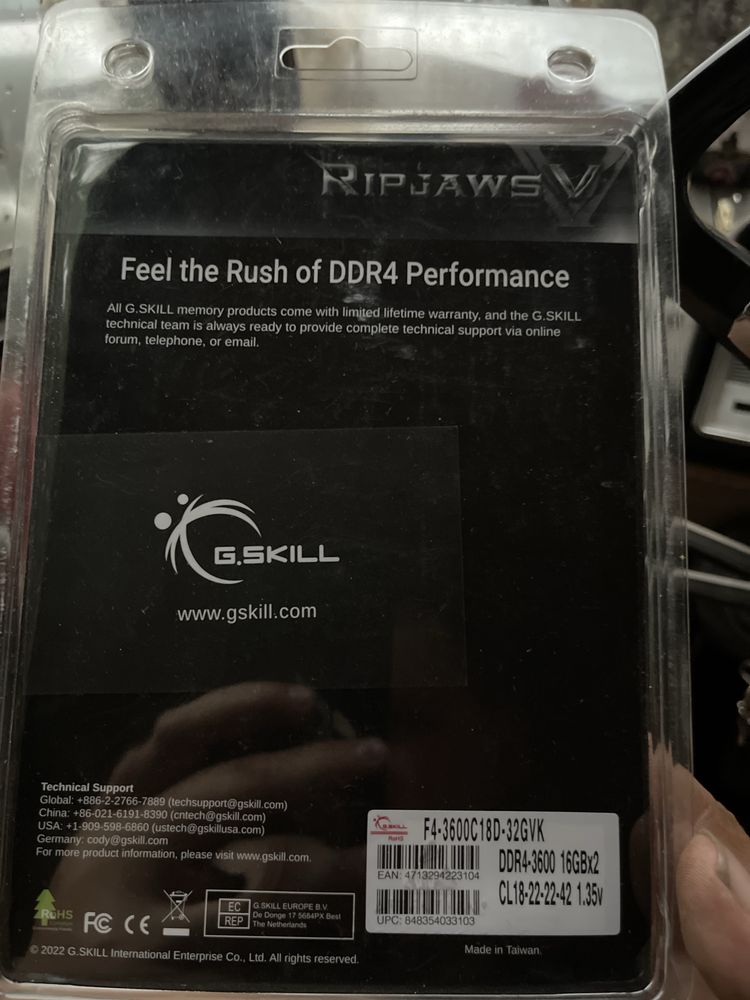 RIPJAWS V
Feel the Rush of DDR4 Performance
All G.SKILL memory products come with limited lifetime warranty, and the G.SKILL
technical team is always ready to provide complete technical support via online
forum, telephone, or email.
G.SKILL
www.gskill.com
Technical Support
Global: +886-2-2766-7889 (techsupport@gskill.com)
China: +86-021-6191-8390 (cntech@gskill.com)
USA: +1-909-598-6860 (ustech@gskillusa.com)
Germany: cody@gskill.com
For more product information, please visit www.gskill.com.
G.SKILL
RoHS
F4-3600C18D-32GVK
DDR4-3600 16GBx2
EAN: 4713294223104
CL18-22-22-42 1.35v
UPC: 848354033103
RoHS
FC CE
EC REP
G.SKILL EUROPE B.V.
De Donge 17 5684PX Best
The Netherlands
© 2022 G.SKILL International Enterprise Co., Ltd. All rights reserved.
Made in Taiwan.